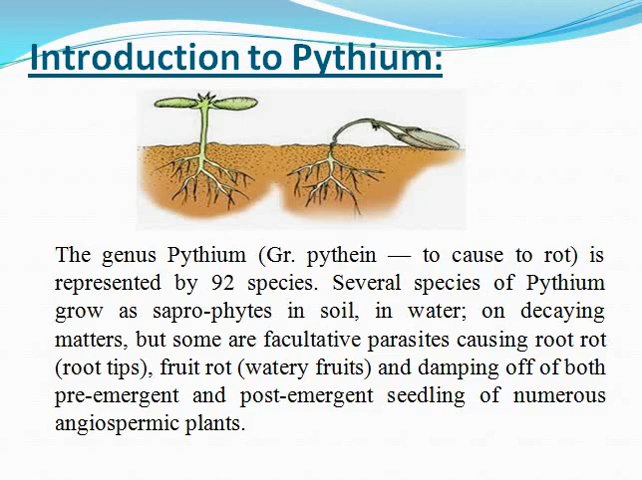 Introduction to Pythium:
The genus Pythium (Gr. pythein — to cause to rot) is
represented by 92 species. Several species of Pythium
grow as sapro-phytes in soil, in water; on decaying
matters, but some are facultative parasites causing root rot
(root tips), fruit rot (watery fruits) and damping off of both
pre-emergent and post-emergent seedling of numerous
angiospermic plants.